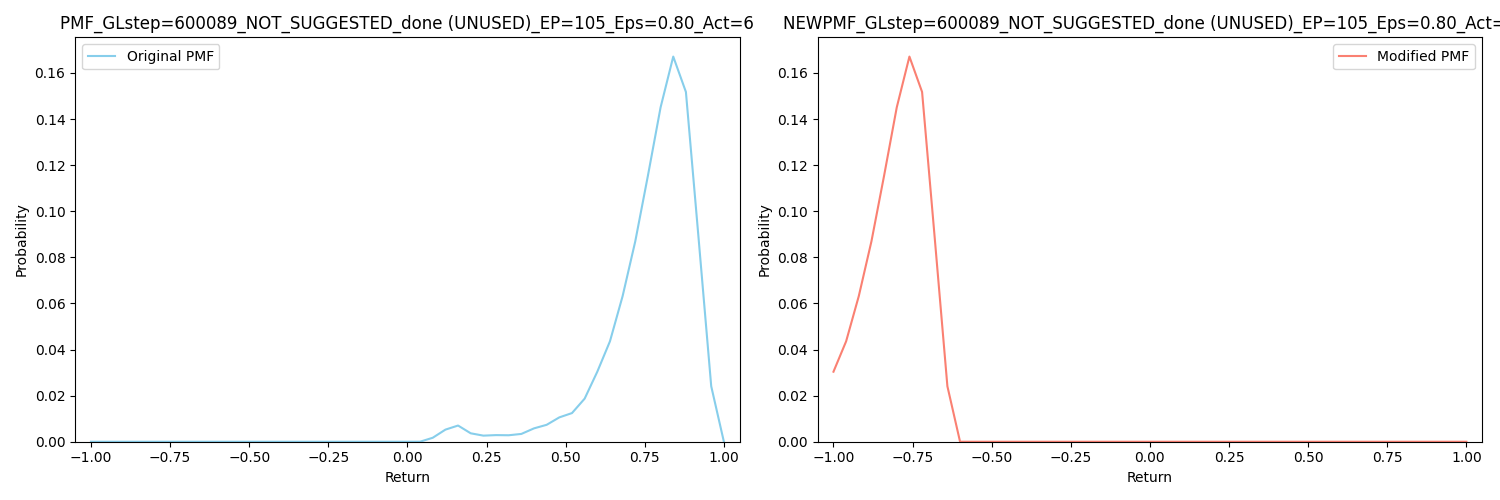 PMF_GLstep=600089_NOT_SUGGESTED_done (UNUSED)_EP=105_Eps=0.80_Act=6
Original PMF
0.16
0.14
0.12
0.10
0.08
0.06
0.04
0.02
0.00
Probability
−1.00 −0.75 −0.50 −0.25 0.00 0.25 0.50 0.75 1.00
Return
NEWPMF_GLstep=600089_NOT_SUGGESTED_done (UNUSED)_EP=105_Eps=0.80_Act=
Modified PMF
0.16
0.14
0.12
0.10
0.08
0.06
0.04
0.02
0.00
Probability
−1.00 −0.75 −0.50 −0.25 0.00 0.25 0.50 0.75 1.00
Return